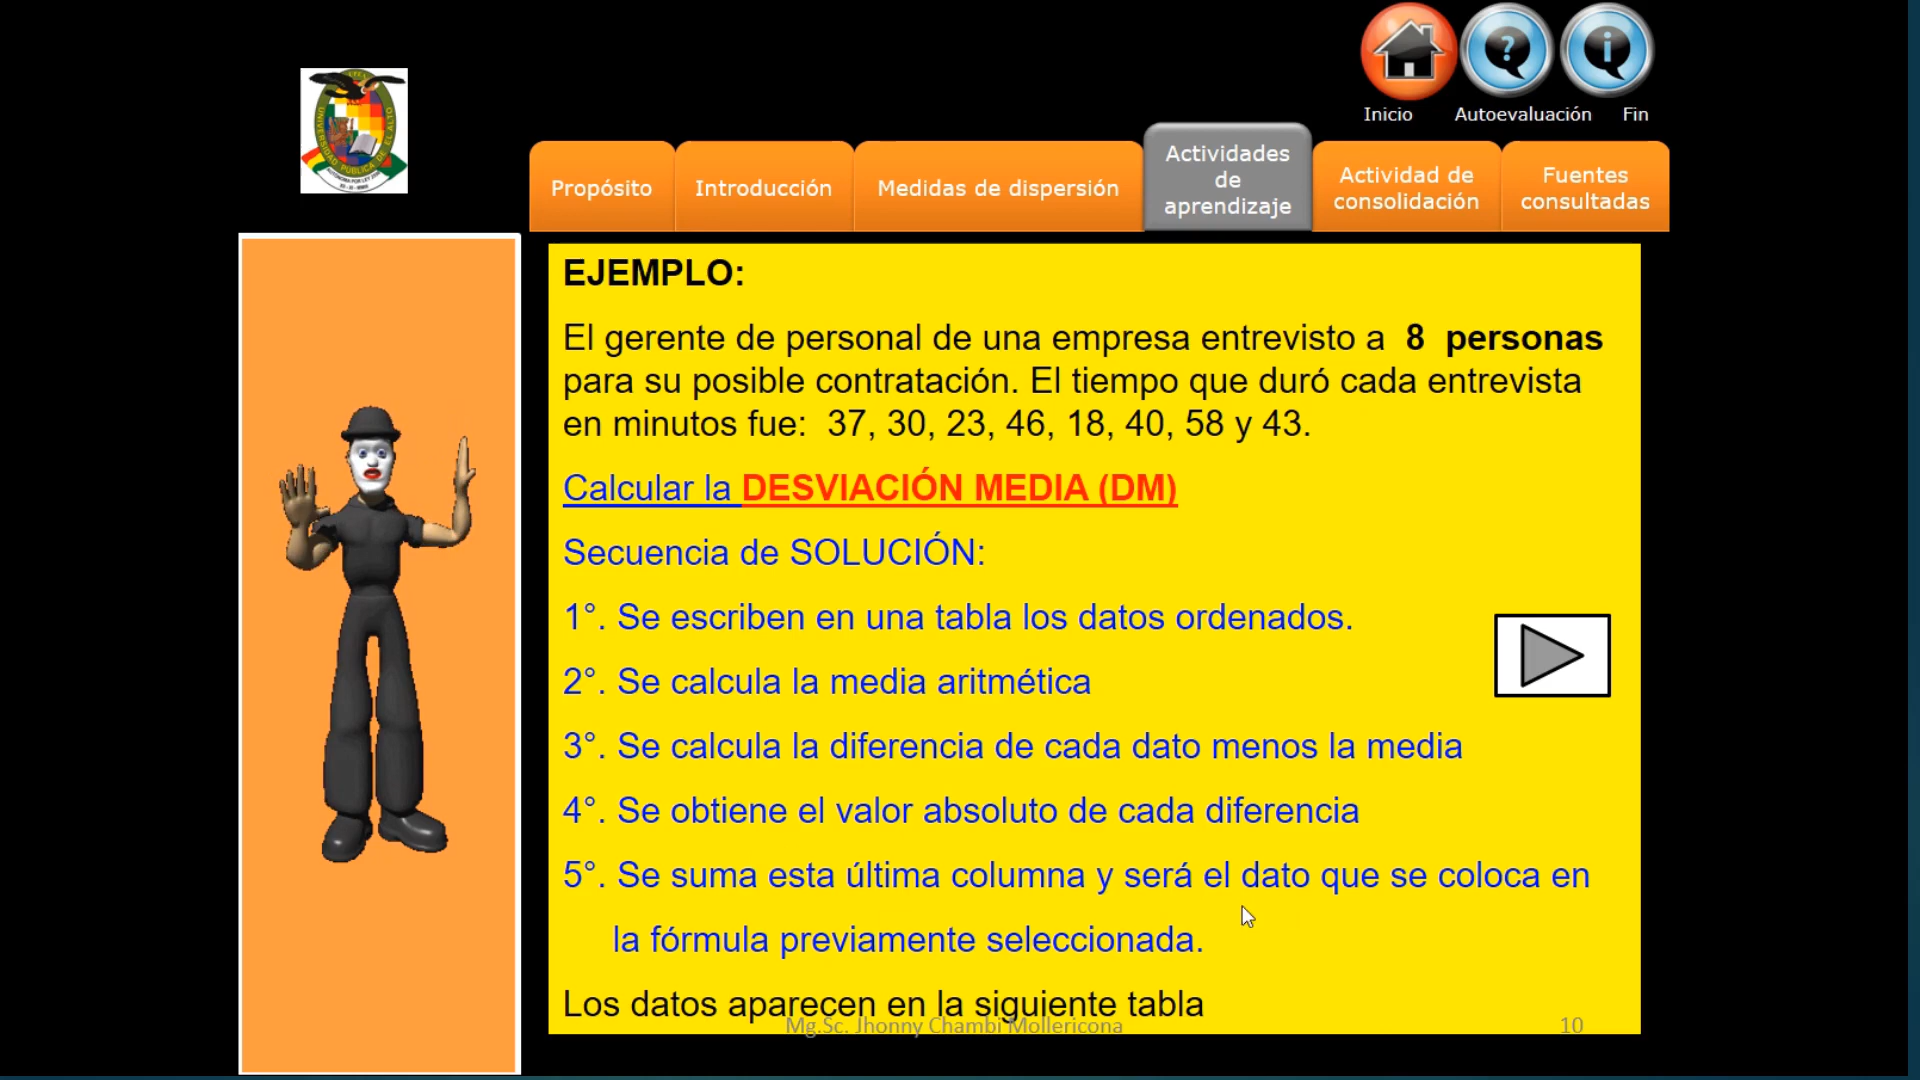 Inicio
Autoevaluación
Fin
UNIVERSIDAD PUBLICA DE EL ALTO
Propósito
Introducción
Medidas de dispersión
Actividades
de
aprendizaje
Actividad de
consolidación
Fuentes
consultadas
EJEMPLO:
El gerente de personal de una empresa entrevisto a 8 personas
para su posible contratación. El tiempo que duró cada entrevista
en minutos fue: 37, 30, 23, 46, 18, 40, 58 y 43.
Calcular la DESVIACIÓN MEDIA (DM)
Secuencia de SOLUCIÓN:
1°. Se escriben en una tabla los datos ordenados.
2°. Se calcula la media aritmética
3°. Se calcula la diferencia de cada dato menos la media
4°. Se obtiene el valor absoluto de cada diferencia
5°. Se suma esta última columna y será el dato que se coloca en
la fórmula previamente seleccionada.
Los datos aparecen en la siguiente tabla
Mg.Sc. Jhonny Chambi Mollericona
10